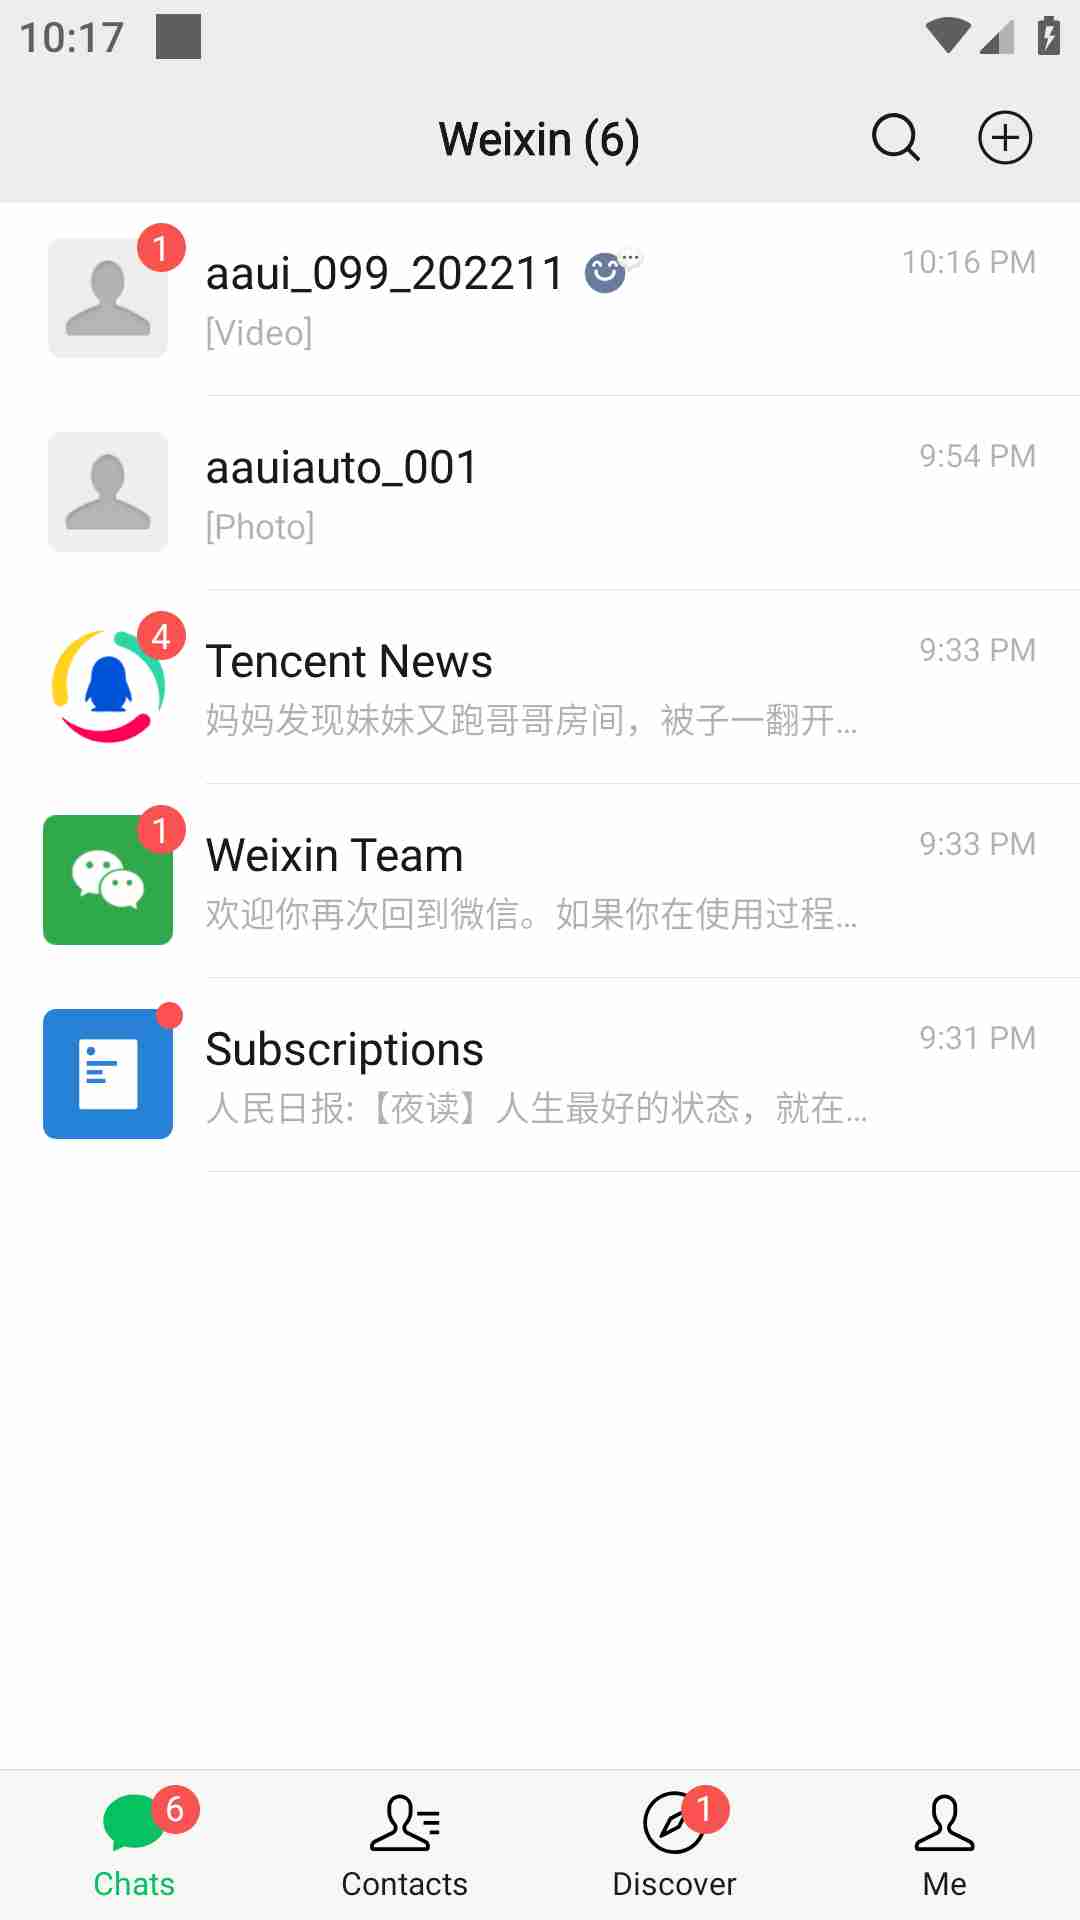 10:17
Weixin (6)
1
aaui_099_202211
10:16 PM
[Video]
aauiauto_001
9:54 PM
[Photo]
4
Tencent News
9:33 PM
妈妈发现妹妹又跑哥哥房间，被子一翻开...
1
Weixin Team
9:33 PM
欢迎你再次回到微信。如果你在使用过程...
Subscriptions
9:31 PM
人民日报:【夜读】人生最好的状态，就在...
6
1
Chats
Contacts
Discover
Me